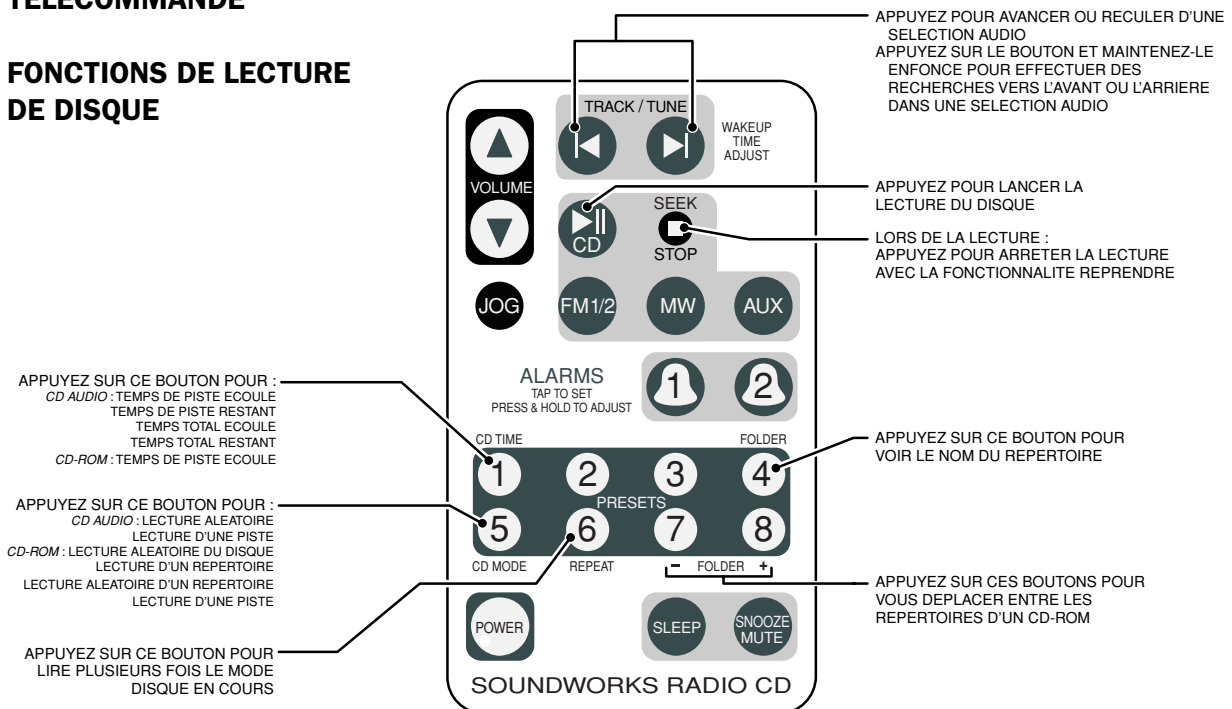 TELECOMMANDE
FONCTIONS DE LECTURE
DE DISQUE
APPUYEZ POUR AVANCER OU RECULER D'UNE
SELECTION AUDIO
APPUYEZ SUR LE BOUTON ET MAINTENEZ-LE
ENFONCE POUR EFFECTUER DES
RECHERCHES VERS L'AVANT OU L'ARRIERE
DANS UNE SELECTION AUDIO
APPUYEZ POUR LANCER LA
LECTURE DU DISQUE
LORS DE LA LECTURE :
APPUYEZ POUR ARRETER LA LECTURE
AVEC LA FONCTIONNALITE REPRENDRE
TRACK / TUNE
WAKEUP
TIME
ADJUST
VOLUME
CD
SEEK
STOP
JOG
FM1/2
MW
AUX
ALARMS
TAP TO SET
PRESS & HOLD TO ADJUST
1
2
CD TIME
FOLDER
1
2
3
4
PRESETS
5
6
7
8
CD MODE
REPEAT
– FOLDER +
POWER
SLEEP
SNOOZE
MUTE
SOUNDWORKS RADIO CD
APPUYEZ SUR CE BOUTON POUR :
CD AUDIO : TEMPS DE PISTE ECOULE
TEMPS DE PISTE RESTANT
TEMPS TOTAL ECOULE
TEMPS TOTAL RESTANT
CD-ROM : TEMPS DE PISTE ECOULE
APPUYEZ SUR CE BOUTON POUR :
CD AUDIO : LECTURE ALEATOIRE
LECTURE D'UNE PISTE
CD-ROM : LECTURE ALEATOIRE DU DISQUE
LECTURE D'UN REPERTOIRE
LECTURE ALEATOIRE D'UN REPERTOIRE
LECTURE D'UNE PISTE
APPUYEZ SUR CE BOUTON POUR
LIRE PLUSIEURS FOIS LE MODE
DISQUE EN COURS
APPUYEZ SUR CE BOUTON POUR
VOIR LE NOM DU REPERTOIRE
APPUYEZ SUR CES BOUTONS POUR
VOUS DEPLACER ENTRE LES
REPERTOIRES D'UN CD-ROM